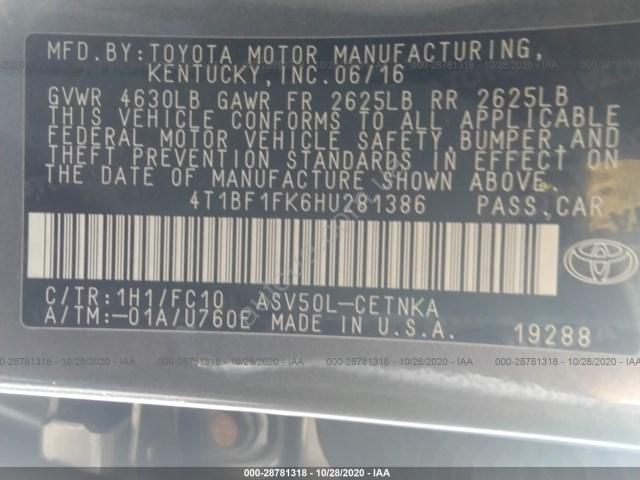 MFD.BY:TOYOTA MOTOR MANUFACTURING,
KENTUCKY,INC.06/16
GVWR 4630LB GAWR FR 2625LB RR 2625LB
THIS VEHICLE CONFORMS TO ALL APPLICABLE
FEDERAL MOTOR VEHICLE SAFETY,BUMPER,AND
THEFT PREVENTION STANDARDS IN EFFECT ON
THE DATE OF MANUFACTURE SHOWN ABOVE.
4T1BF1FK6HU281386 PASS.CAR
C/TR:1H1/FC10 ASV50L-CETNKA
A/TM:-01A/U760E MADE IN U.S.A.
19288
TOYOTA
000-28781318 • 10/28/2020 - IAA